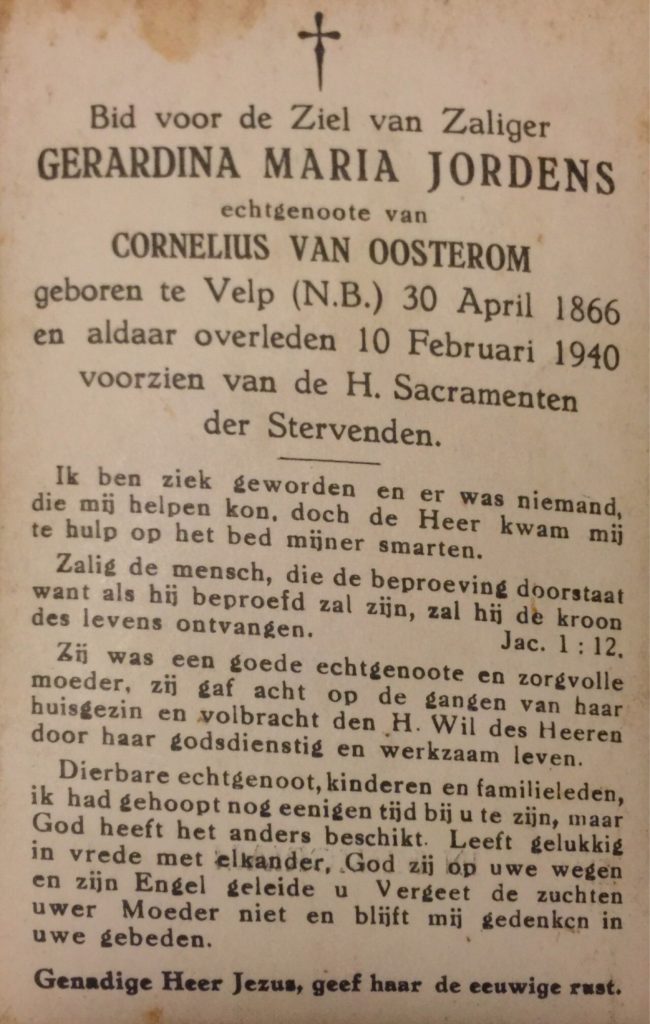 Bid voor de Ziel van Zaliger
GERARDINA MARIA JORDENS
echtgenoote van
CORNELIUS VAN OOSTEROM
geboren te Velp (N.B.) 30 April 1866
en aldaar overleden 10 Februari 1940
voorzien van de H. Sacramenten
der Stervenden.
Ik ben ziek geworden en er was niemand,
die mij helpen kon, doch de Heer kwam mij
te hulp op het bed mijner smarten.
Zalig de mensch, die de beproeving doorstaat
want als hij beproefd zal zijn, zal hij de kroon
des levens ontvangen. Jac. 1 : 12.
Zij was een goede echtgenoote en zorgvolle
moeder, zij gaf acht op de gangen van haar
huisgezin en volbracht den H. Wil des Heeren
door haar godsdienstig en werkzaam leven.
Dierbare echtgenoot, kinderen en familieleden,
ik had gehoopt nog eenigen tijd bij u te zijn, maar
God heeft het anders beschikt. Leeft gelukkig
in vrede met elkander, God zij op uwe wegen
en zijn Engel geleide u Vergeet de zuchten
uwer Moeder niet en blijft mij gedenken in
uwe gebeden.
Genadige Heer Jezus, geef haar de eeuwige rust.